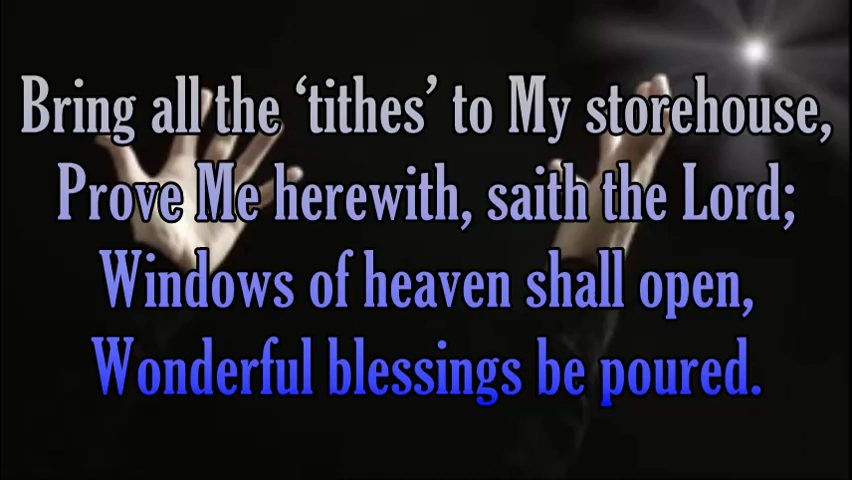 Bring all the ‘tithes’ to My storehouse,
Prove Me herewith, saith the Lord;
Windows of heaven shall open,
Wonderful blessings be poured.